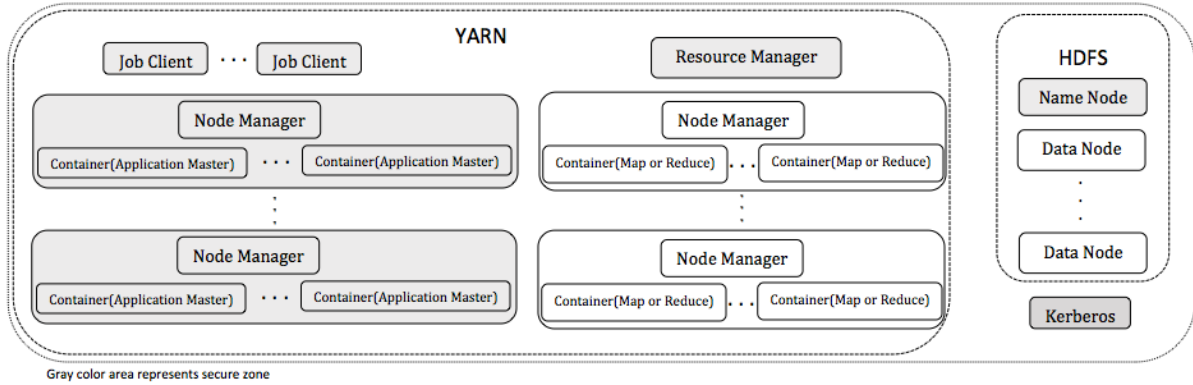 YARN
Job Client ... Job Client
Resource Manager
Node Manager
Container(Application Master) ... Container(Application Master)
Node Manager
Container(Map or Reduce) ... Container(Map or Reduce)
Node Manager
Container(Application Master) ... Container(Application Master)
Node Manager
Container(Map or Reduce) ... Container(Map or Reduce)
HDFS
Name Node
Data Node
Data Node
Kerberos
Gray color area represents secure zone